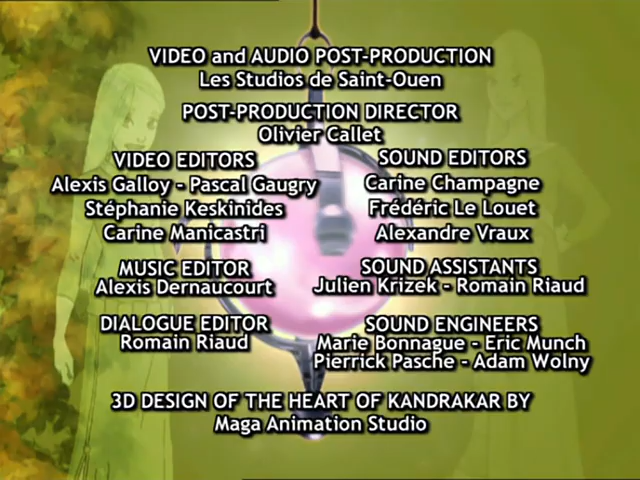 VIDEO and AUDIO POST-PRODUCTION
Les Studios de Saint-Ouen
POST-PRODUCTION DIRECTOR
Olivier Callet
VIDEO EDITORS
Alexis Galloy - Pascal Gaugry
Stéphanie Keskinides
Carine Manicastri
SOUND EDITORS
Carine Champagne
Frédéric Le Louet
Alexandre Vraux
MUSIC EDITOR
Alexis Dernaucourt
SOUND ASSISTANTS
Julien Krizek - Romain Riaud
DIALOGUE EDITOR
Romain Riaud
SOUND ENGINEERS
Marie Bonnague - Eric Munch
Pierrick Pasche - Adam Wolny
3D DESIGN OF THE HEART OF KANDRAKAR BY
Maga Animation Studio